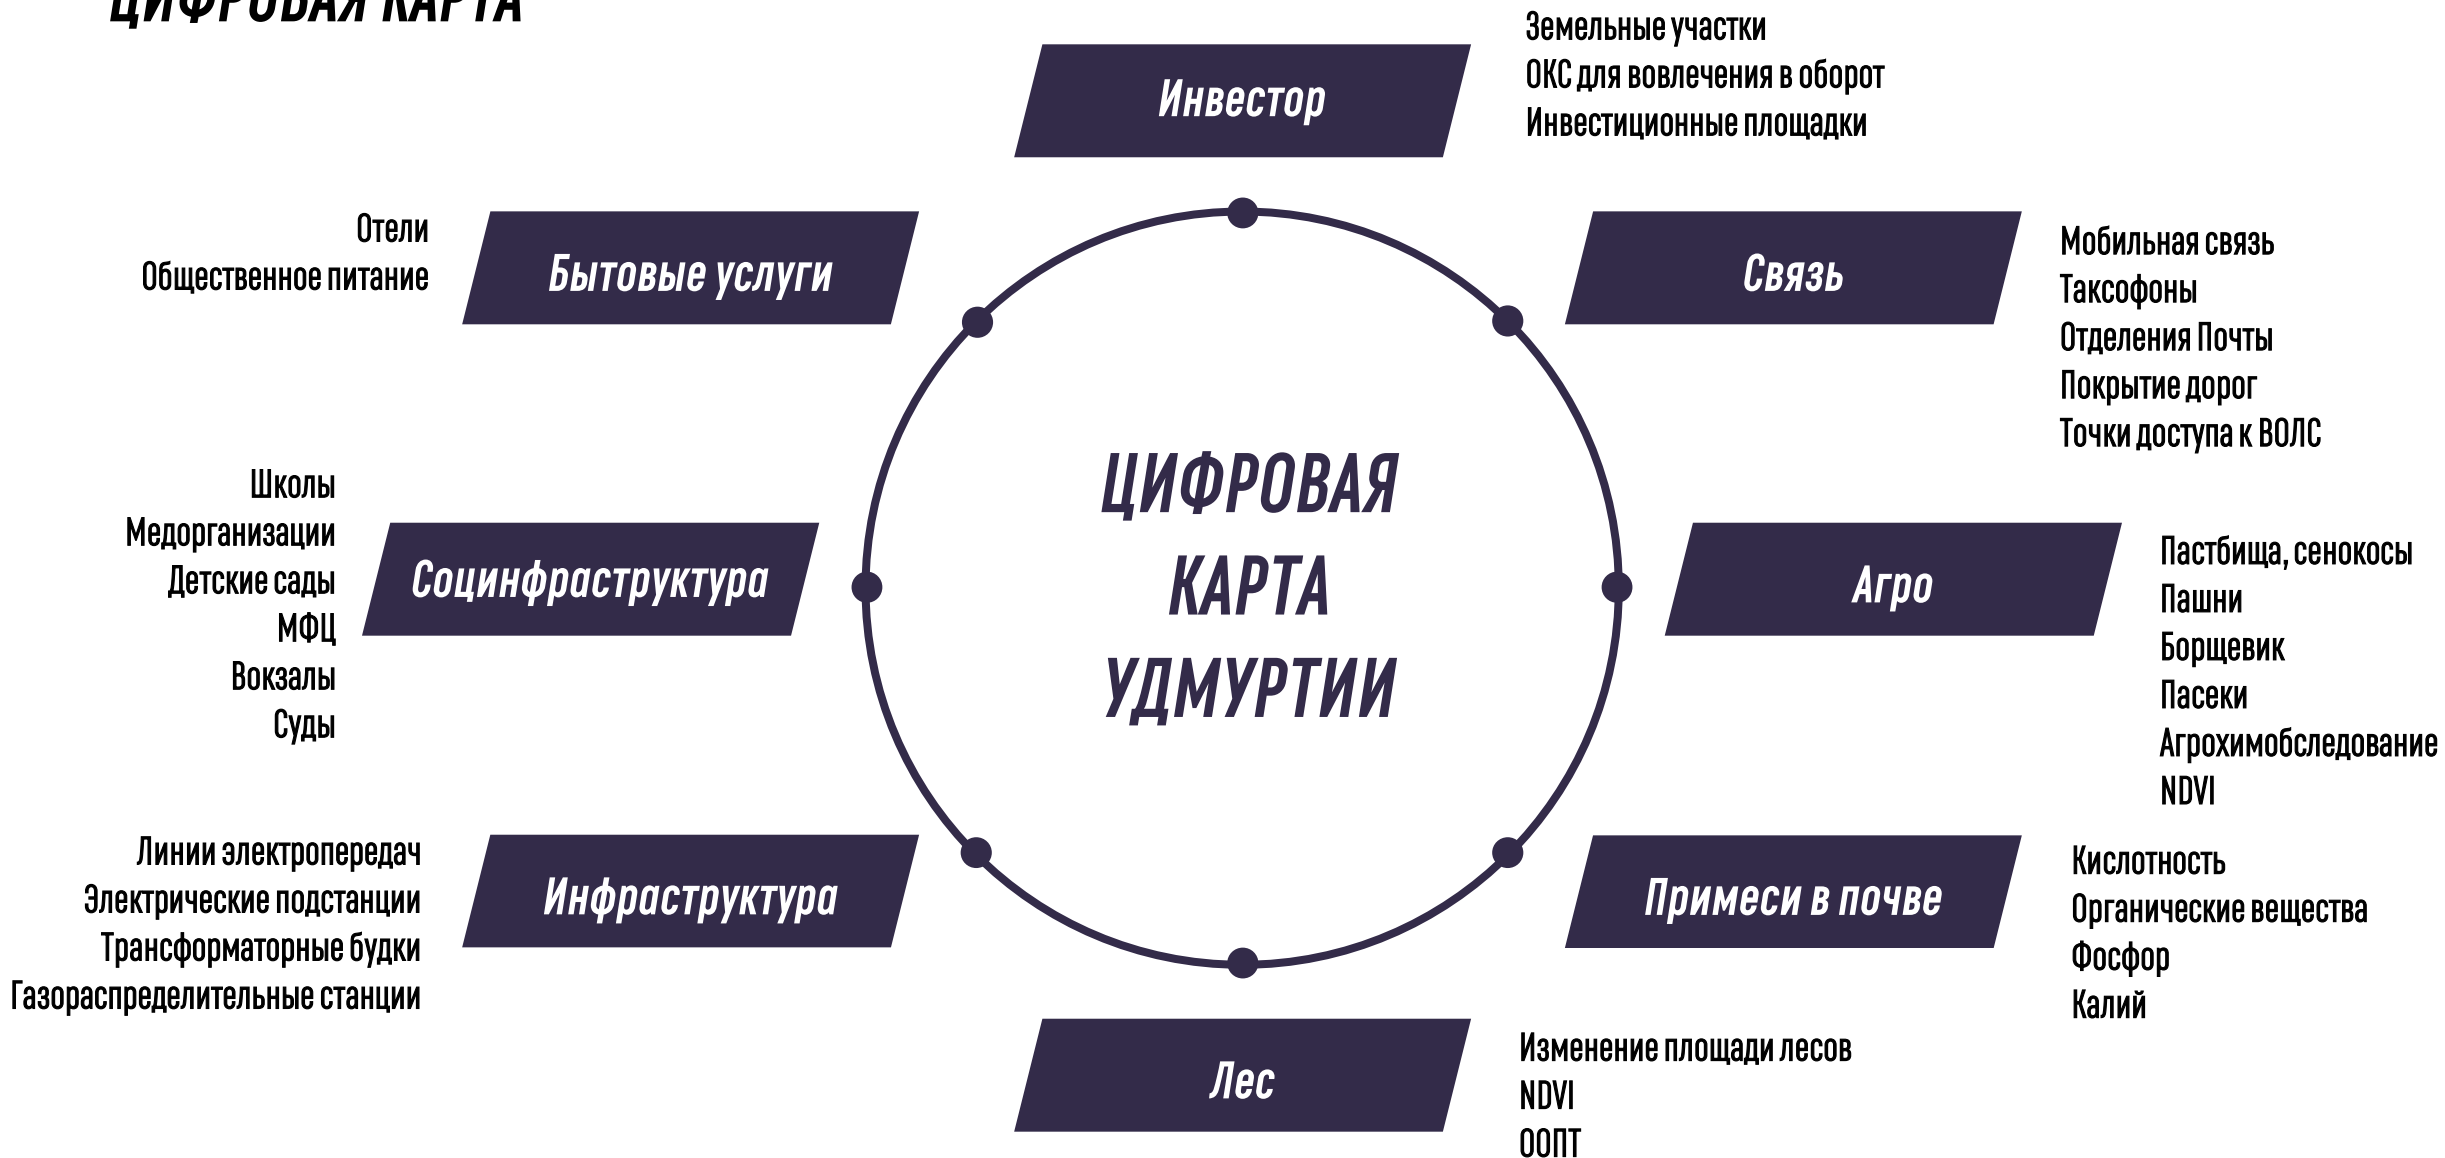 ЦИФРОВАЯ КАРТА
Инвестор
Земельные участки
ОКС для вовлечения в оборот
Инвестиционные площадки
Отели
Общественное питание
Бытовые услуги
Связь
Мобильная связь
Таксофоны
Отделения Почты
Покрытие дорог
Точки доступа к ВОЛС
ЦИФРОВАЯ
КАРТА
УДМУРТИИ
Школы
Медорганизации
Детские сады
МФЦ
Вокзалы
Суды
Социнфраструктура
Агро
Пастбища, сенокосы
Пашни
Борщевик
Пасеки
Агрохимобследование
NDVI
Линии электропередач
Электрические подстанции
Трансформаторные будки
Газораспределительные станции
Инфраструктура
Примеси в почве
Кислотность
Органические вещества
Фосфор
Калий
Лес
Изменение площади лесов
NDVI
ООПТ